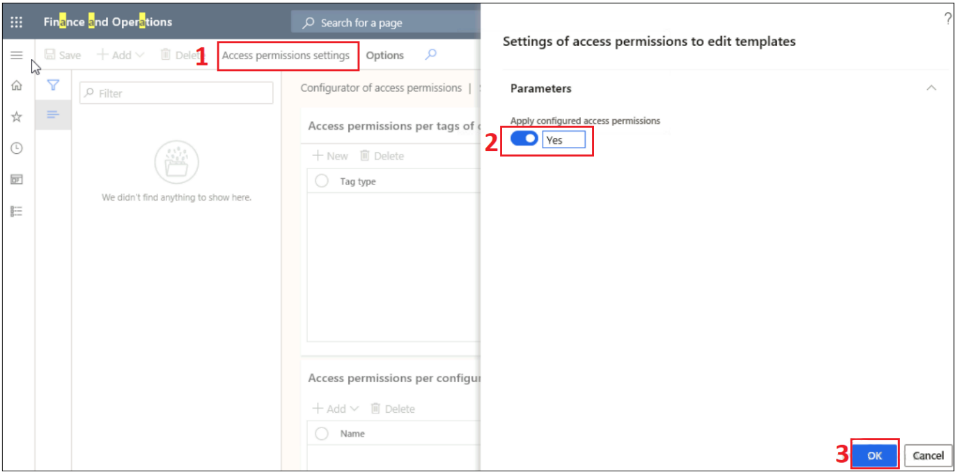 Finance and Operations
Search for a page
?
Save
Add
Delet
1
Access permissions settings
Options
Filter
We didn't find anything to show here.
Configurator of access permissions |
Access permissions per tags of
New
Delete
Tag type
Access permissions per configu
Add
Delete
Name
Settings of access permissions to edit templates
Parameters
Apply configured access permissions
2
Yes
3
OK
Cancel